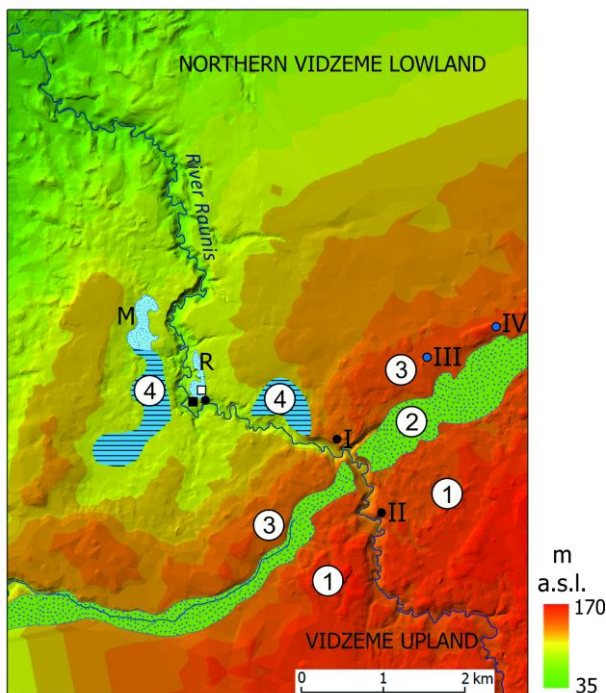 NORTHERN VIDZEME LOWLAND
River Raunis
M
R
IV
III
3
4
4
2
I
1
II
3
1
m
a.s.l.
170
35
VIDZEME UPLAND
0 1 2 km